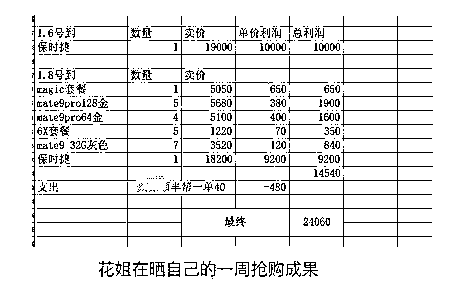 1.6号到 数量 卖价 单价利润 总利润
保时捷 1 19000 10000 10000
1.8号到 数量 卖价
magic套餐 1 5050 650 650
mate9pro128金 5 5680 380 1900
mate9pro64金 4 5100 400 1600
6X套餐 5 1220 70 350
mate9 32G灰色 7 3520 120 840
保时捷 1 18200 9200 9200
14540
支出 一单40 -480
最终 24060
花姐在晒自己的一周抢购成果